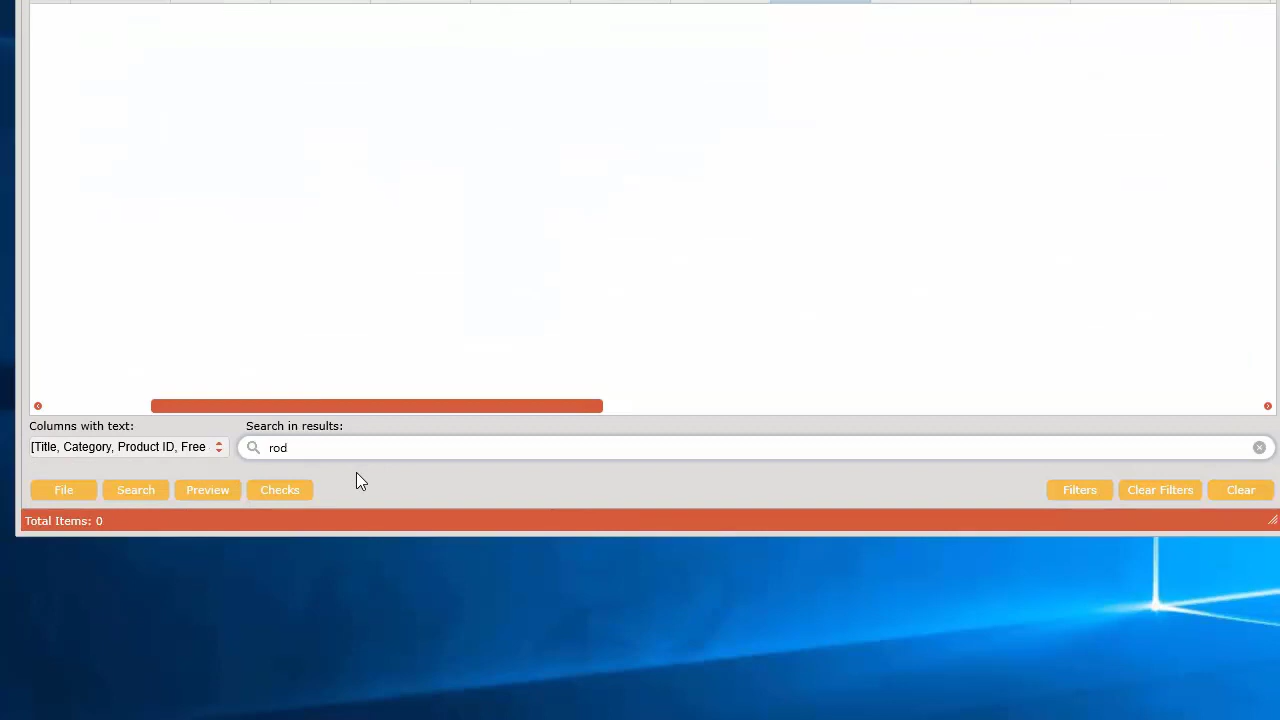 Columns with text: Search in results:
[Title, Category, Product ID, Free rod
File Search Preview Checks Filters Clear Filters Clear
Total Items: 0